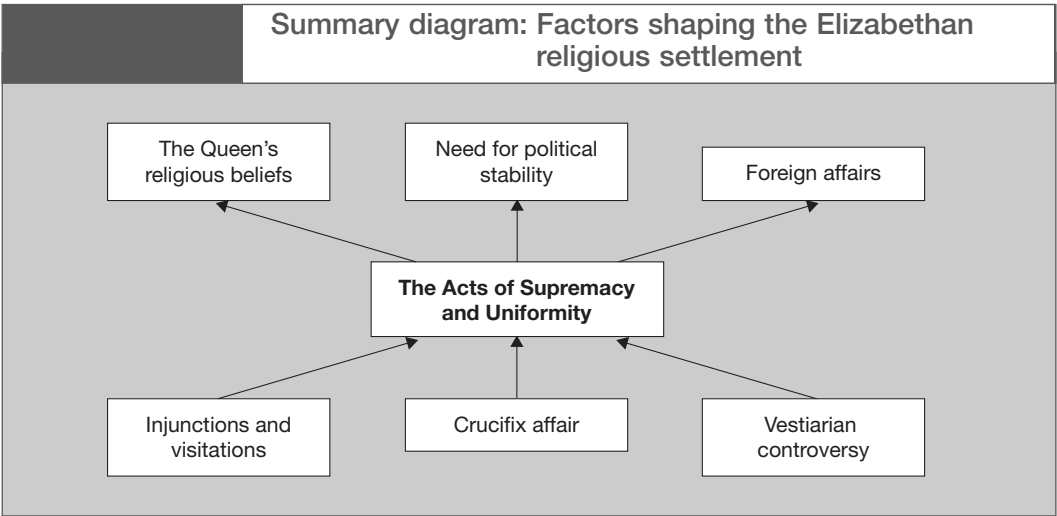 Summary diagram: Factors shaping the Elizabethan
religious settlement
The Queen's
religious beliefs
Need for political
stability
Foreign affairs
The Acts of Supremacy
and Uniformity
Injunctions and
visitations
Crucifix affair
Vestiarian
controversy